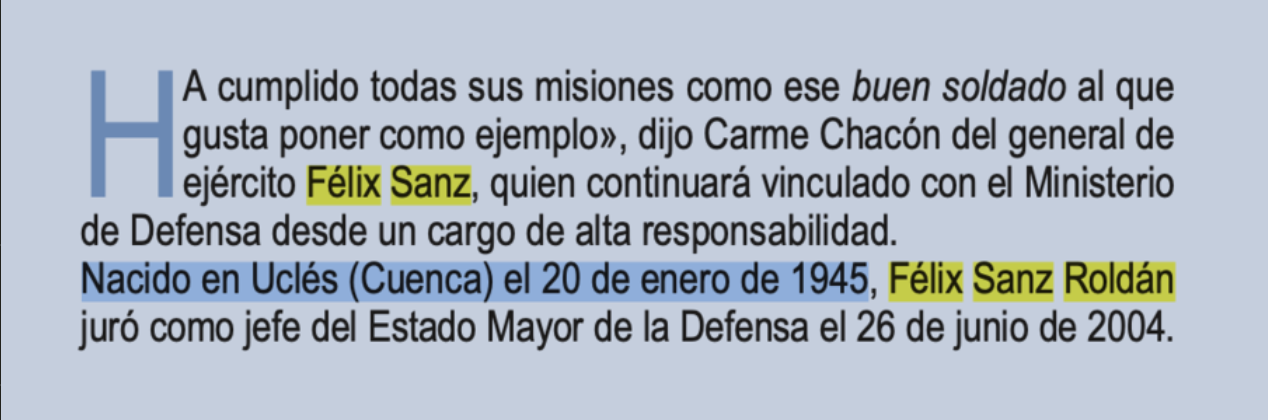 HA cumplido todas sus misiones como ese buen soldado al que
gusta poner como ejemplo», dijo Carme Chacón del general de
ejército Félix Sanz, quien continuará vinculado con el Ministerio
de Defensa desde un cargo de alta responsabilidad.
Nacido en Uclés (Cuenca) el 20 de enero de 1945, Félix Sanz Roldán
juró como jefe del Estado Mayor de la Defensa el 26 de junio de 2004.